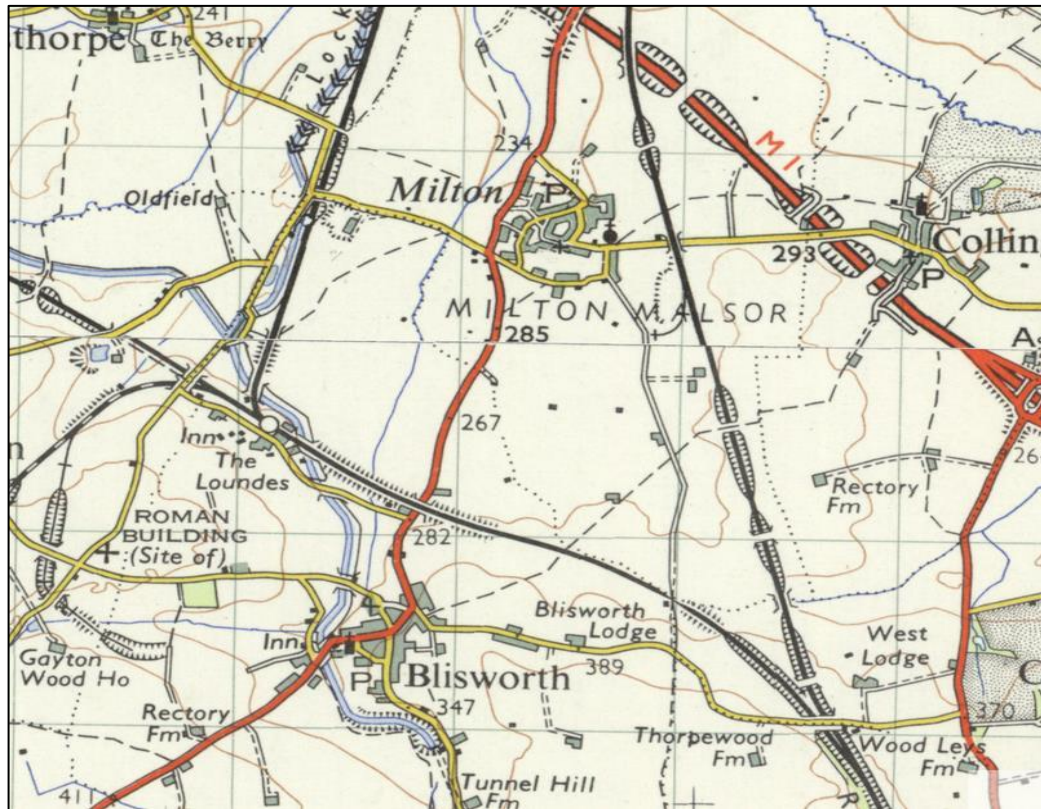 241
sthorpe
The Berry
Lock
M1
234
Milton
P
Oldfield
293
Collin
P
MILTON MALSOR
285
A
267
Inn
The
Loundes
n
26
Rectory
Fm
ROMAN
BUILDING
(Site of)
282
Blisworth
Lodge
389
West
Lodge
Inn
Gayton
Wood Ho
Blisworth
P
C
370
347
Rectory
Fm
Thorpewood
Fm
Wood Leys
Fm
411
Tunnel Hill
Fm
R